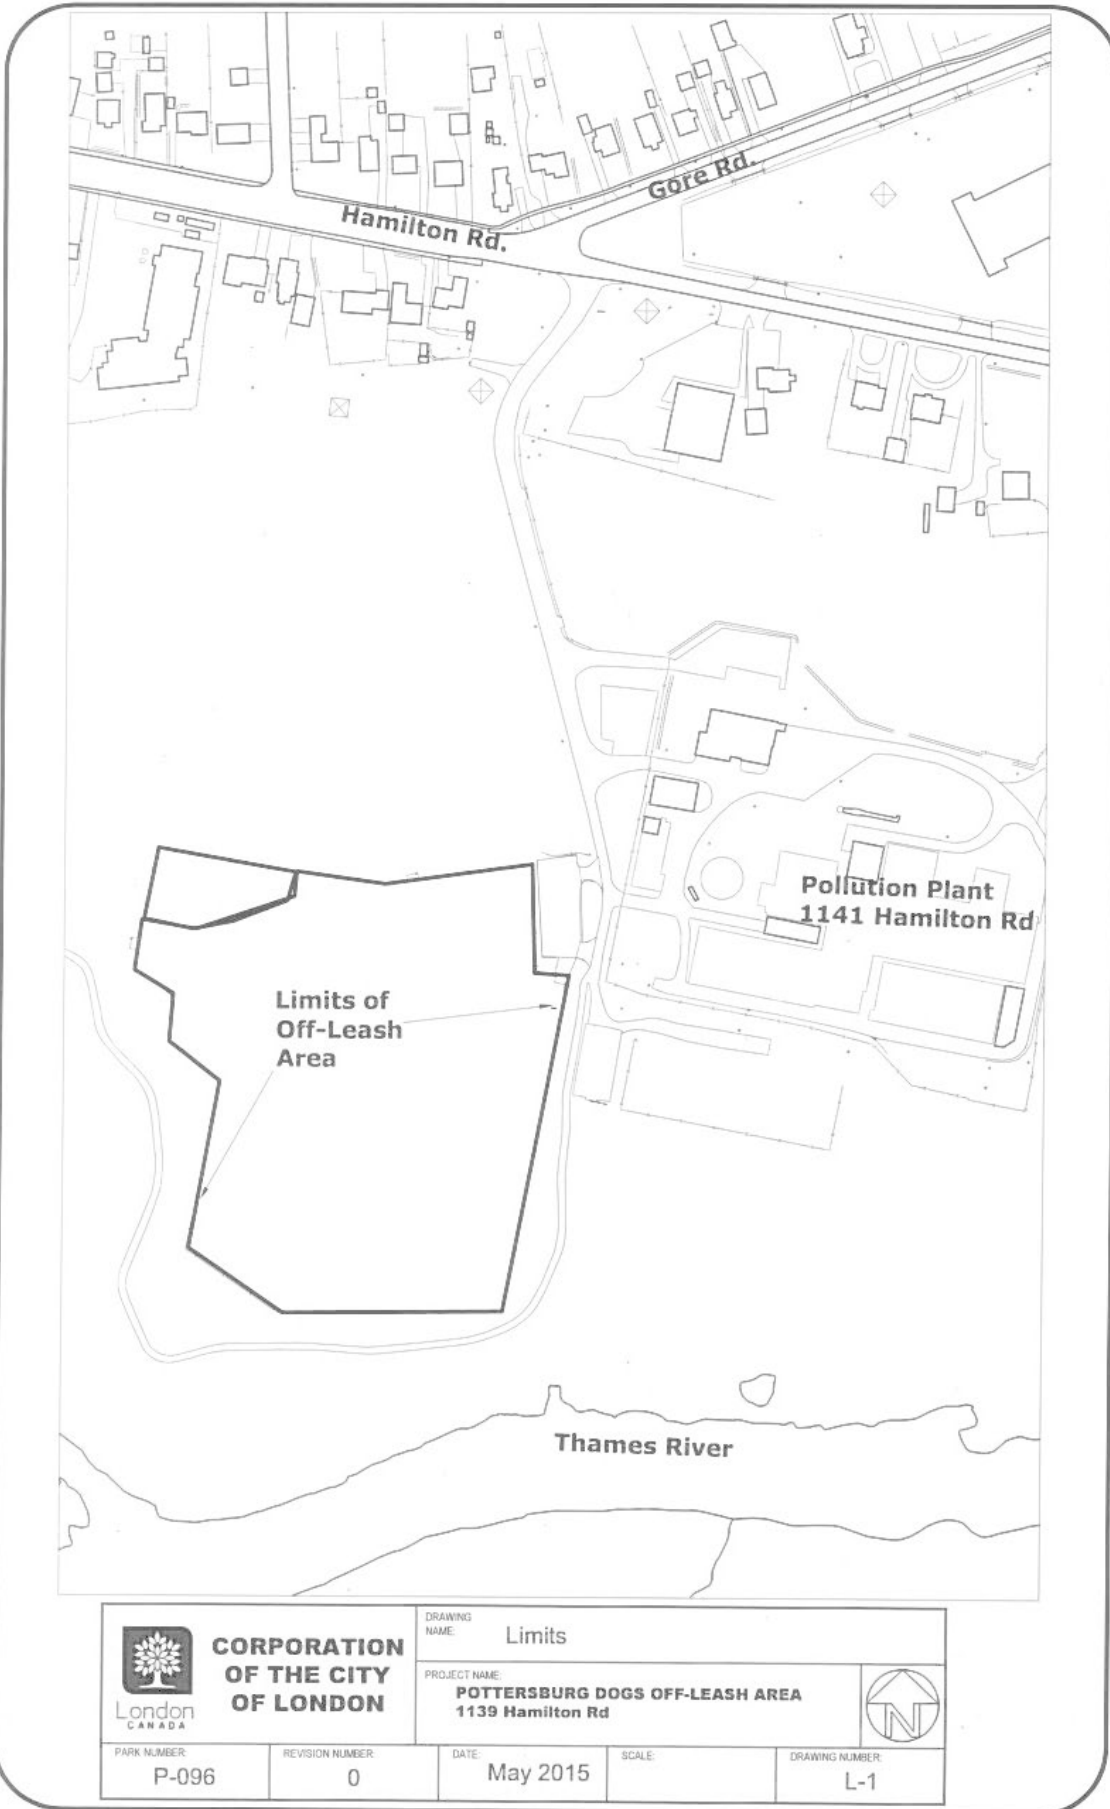 Gore Rd.
Hamilton Rd.
Pollution Plant
1141 Hamilton Rd
Limits of
Off-Leash
Area
Thames River
London
CANADA
CORPORATION
OF THE CITY
OF LONDON
DRAWING
NAME:
Limits
PROJECT NAME:
POTTERSBURG DOGS OFF-LEASH AREA
1139 Hamilton Rd
N
PARK NUMBER:
P-096
REVISION NUMBER:
0
DATE:
May 2015
SCALE:
DRAWING NUMBER:
L-1